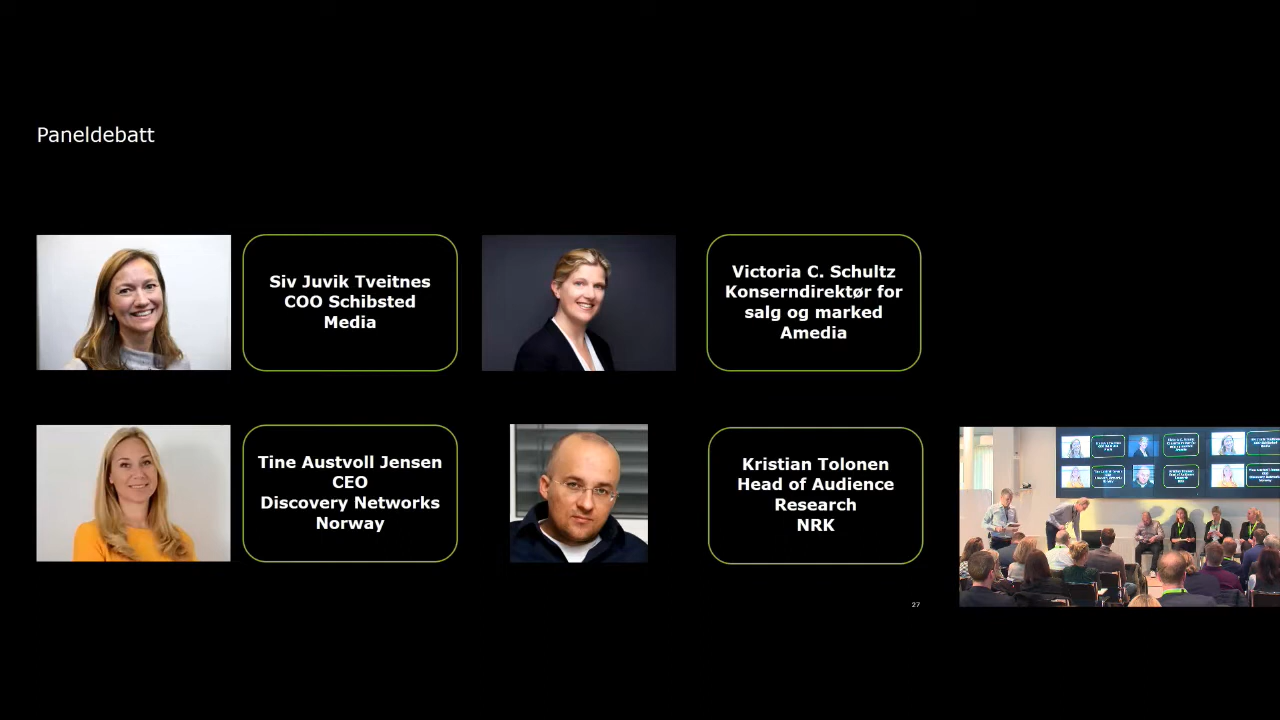 Paneldebatt
Siv Juvik Tveitnes
COO Schibsted
Media
Victoria C. Schultz
Konserndirektør for
salg og marked
Amedia
Tine Austvoll Jensen
CEO
Discovery Networks
Norway
Kristian Tolonen
Head of Audience
Research
NRK
27